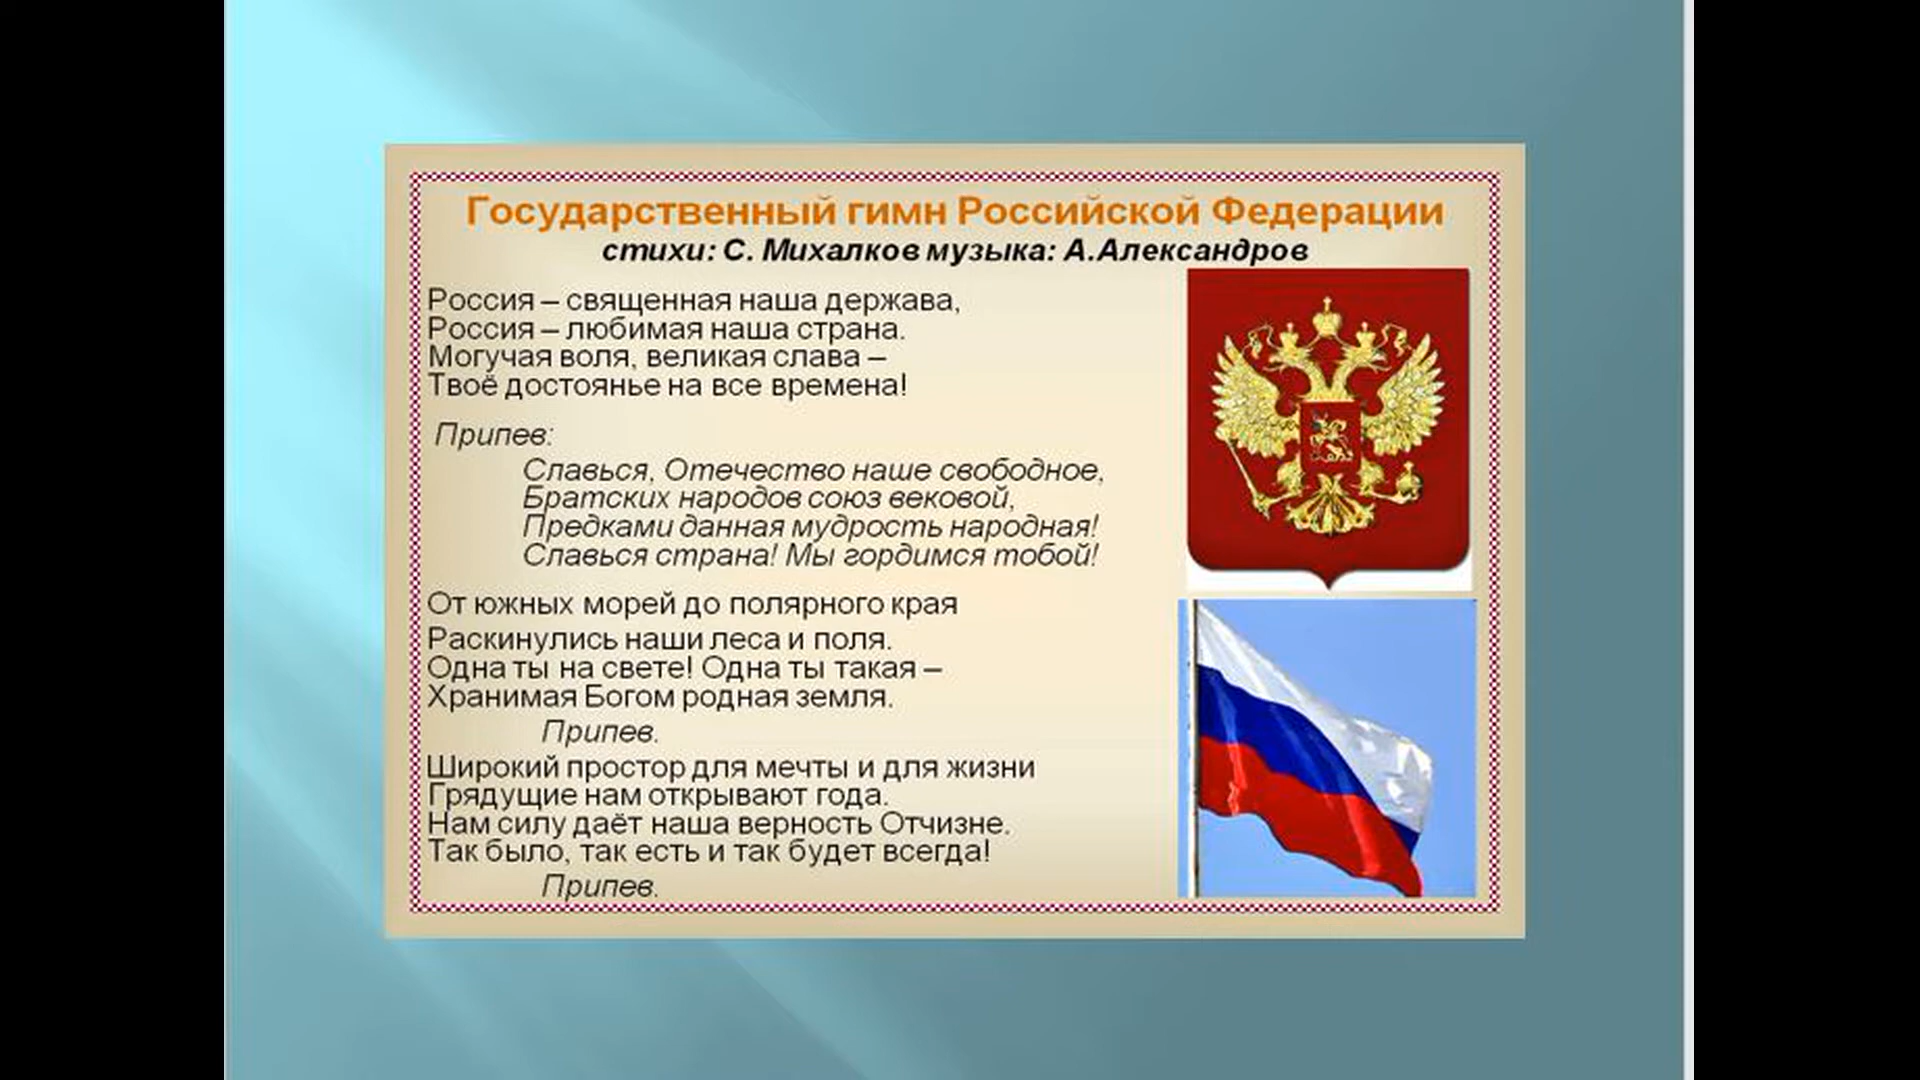 Государственный гимн Российской Федерации
стихи: С. Михалков музыка: А.Александров
Россия – священная наша держава,
Россия – любимая наша страна.
Могучая воля, великая слава –
Твоё достоянье на все времена!
Припев:
Славься, Отечество наше свободное,
Братских народов союз вековой,
Предками данная мудрость народная!
Славься страна! Мы гордимся тобой!
От южных морей до полярного края
Раскинулись наши леса и поля.
Одна ты на свете! Одна ты такая –
Хранимая Богом родная земля.
Припев.
Широкий простор для мечты и для жизни
Грядущие нам открывают года.
Нам силу даёт наша верность Отчизне.
Так было, так есть и так будет всегда!
Припев.